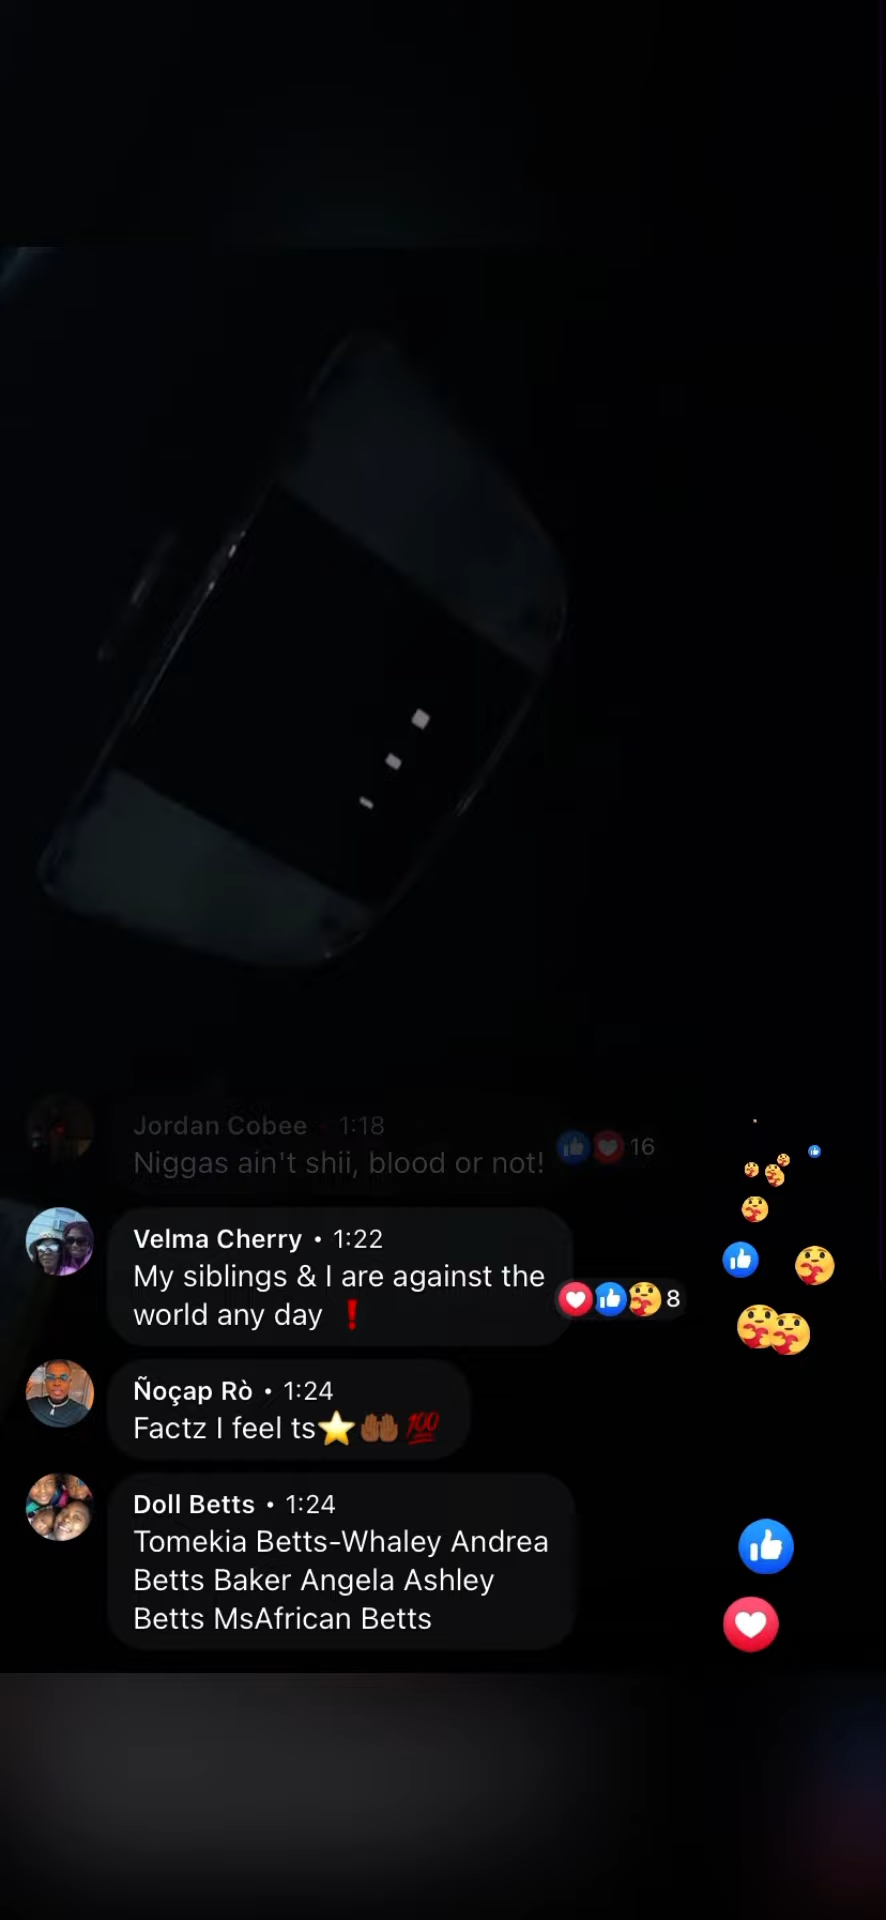 Jordan Cobee • 1:18
Niggas ain't shii, blood or not!
16
Velma Cherry • 1:22
My siblings & I are against the
world any day ❗
8
Ñoçap Rò • 1:24
Factz I feel ts⭐🤲🏾💯
Doll Betts • 1:24
Tomekia Betts-Whaley Andrea
Betts Baker Angela Ashley
Betts MsAfrican Betts